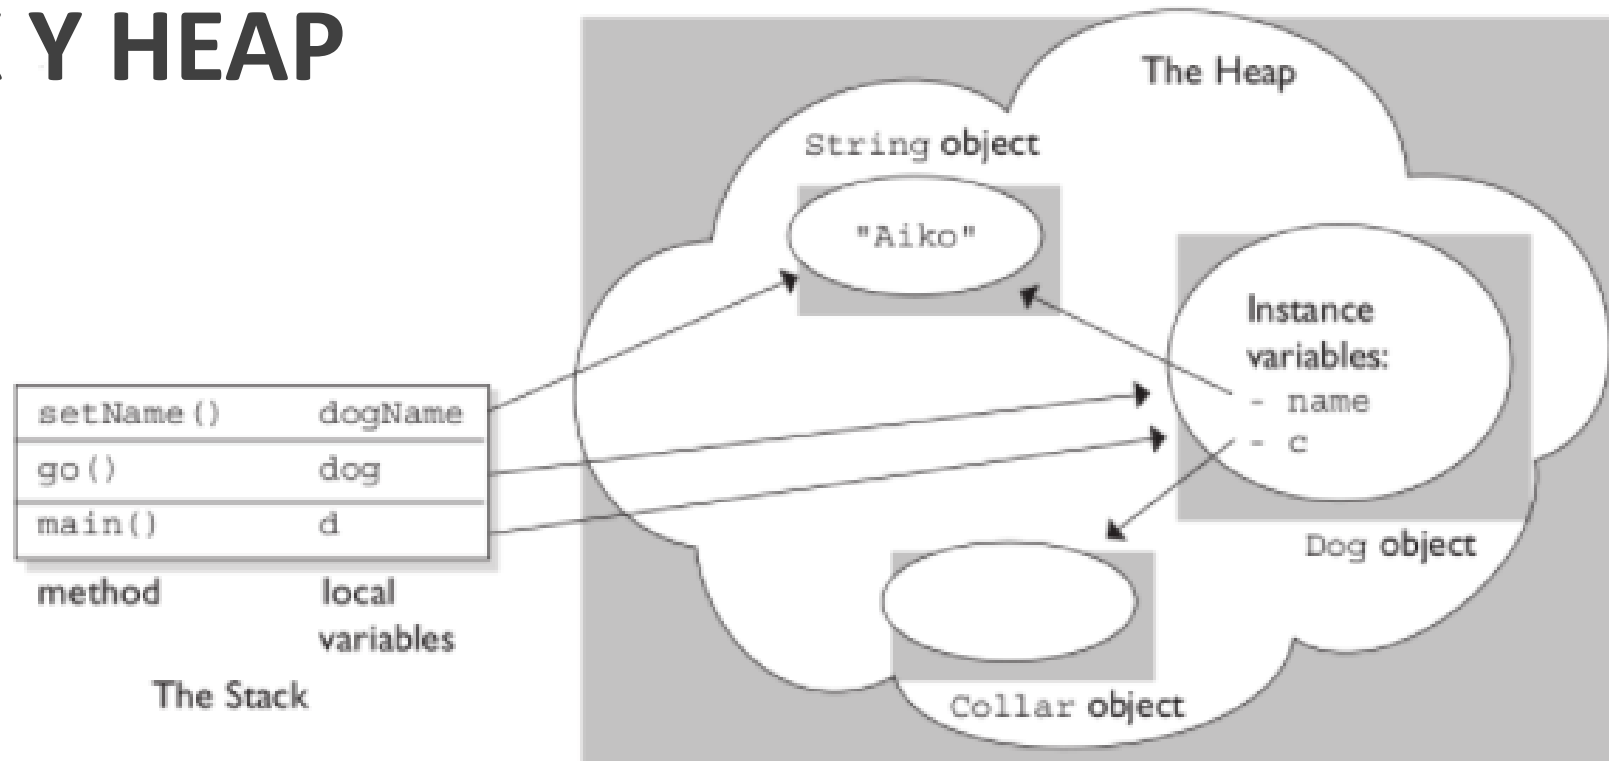 Y HEAP
The Heap
String object
"Aiko"
Instance
variables:
- name
- c
Dog object
Collar object
setName() dogName
go() dog
main() d
method local
variables
The Stack